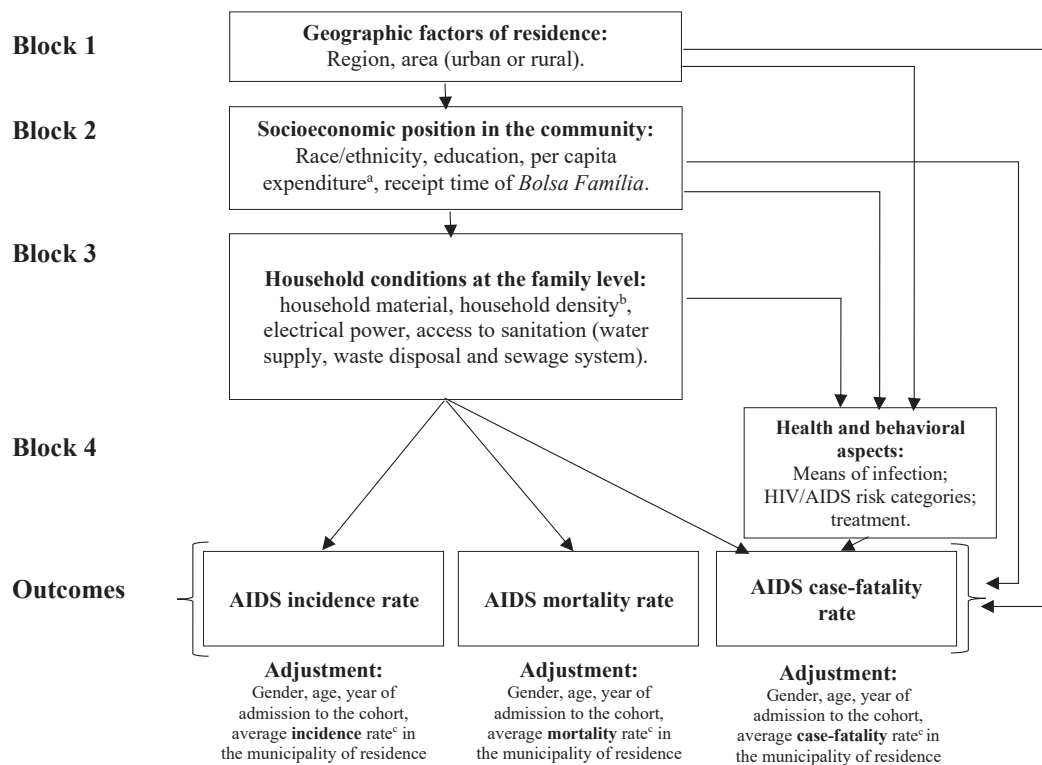 Block 1
Geographic factors of residence:
Region, area (urban or rural).
Block 2
Socioeconomic position in the community:
Race/ethnicity, education, per capita
expenditureᵃ, receipt time of Bolsa Família.
Block 3
Household conditions at the family level:
household material, household densityᵇ,
electrical power, access to sanitation (water
supply, waste disposal and sewage system).
Block 4
Health and behavioral
aspects:
Means of infection;
HIV/AIDS risk categories;
treatment.
Outcomes
AIDS incidence rate
AIDS mortality rate
AIDS case-fatality
rate
Adjustment:
Gender, age, year of
admission to the cohort,
average incidence rateᶜ in
the municipality of residence
Adjustment:
Gender, age, year of
admission to the cohort,
average mortality rateᶜ in
the municipality of residence
Adjustment:
Gender, age, year of
admission to the cohort,
average case-fatality rateᶜ in
the municipality of residence